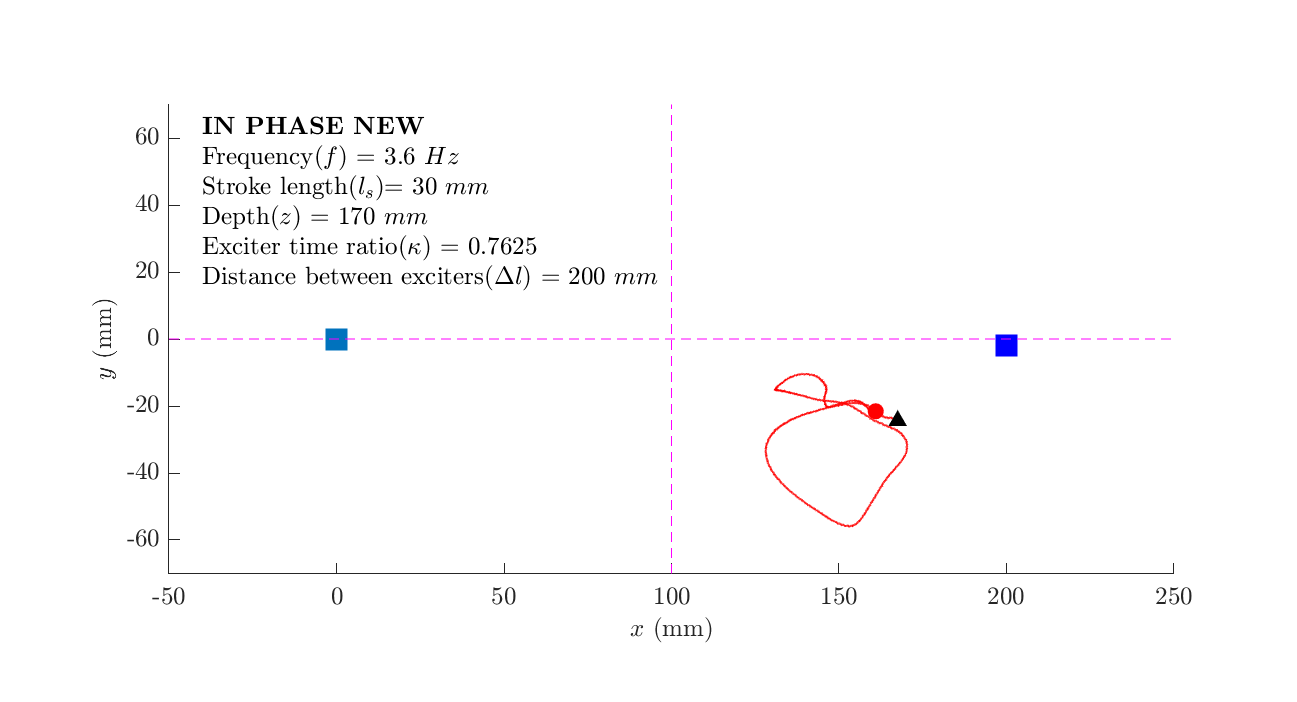 IN PHASE NEW
Frequency(f) = 3.6 Hz
Stroke length(lₛ)= 30 mm
Depth(z) = 170 mm
Exciter time ratio(κ) = 0.7625
Distance between exciters(Δl) = 200 mm
60
40
20
0
-20
-40
-60
y (mm)
-50 0 50 100 150 200 250
x (mm)